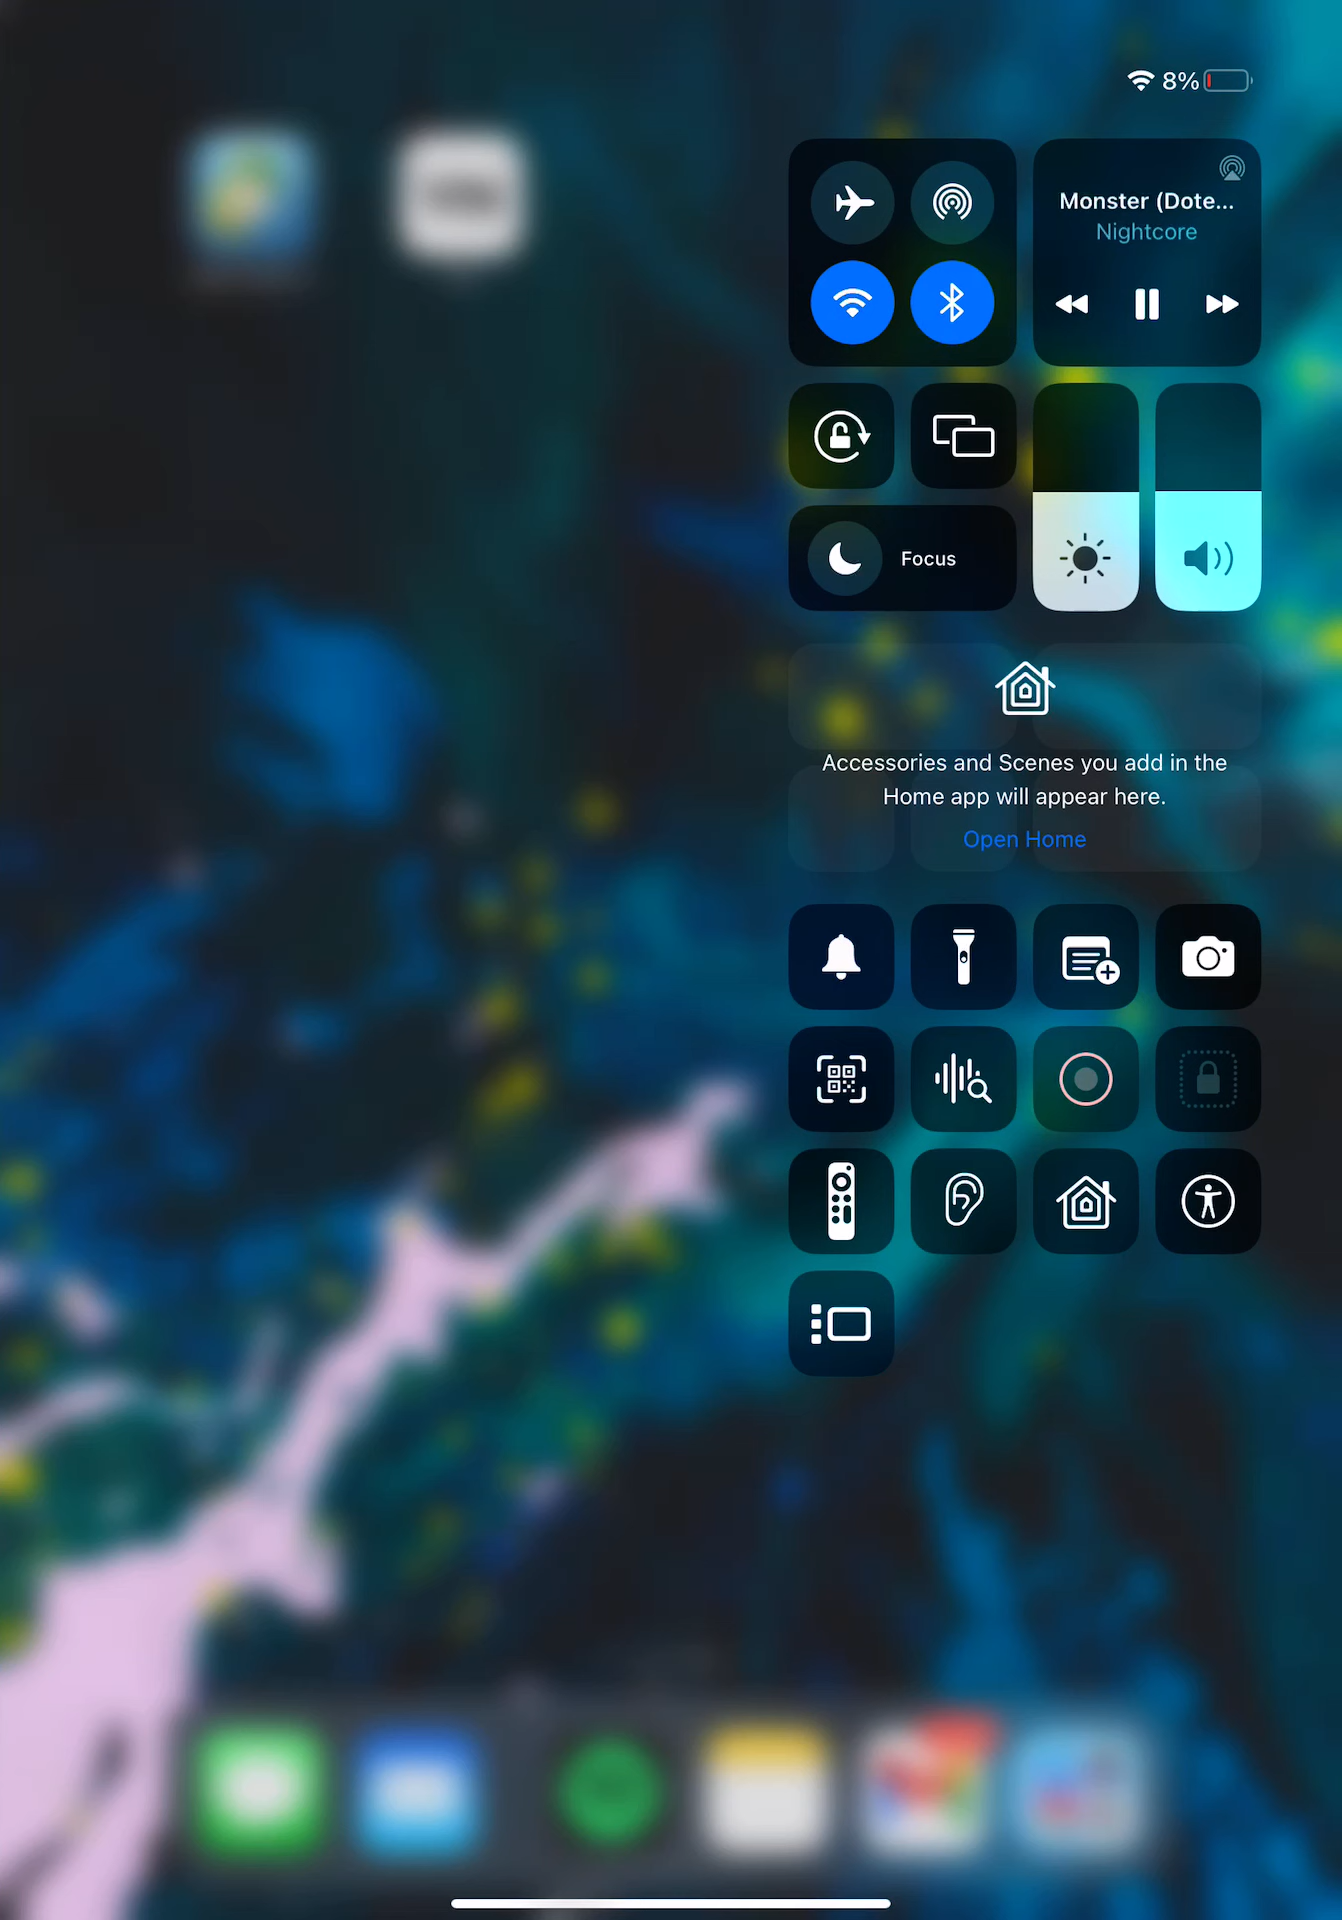 8%
Monster (Dote...
Nightcore
Focus
Accessories and Scenes you add in the
Home app will appear here.
Open Home